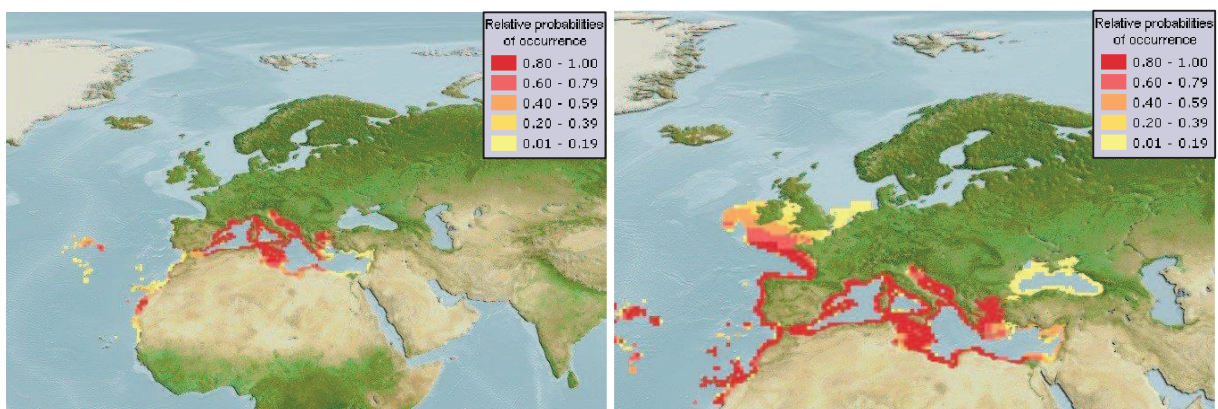 Relative probabilities
of occurrence
0.80 - 1.00
0.60 - 0.79
0.40 - 0.59
0.20 - 0.39
0.01 - 0.19
Relative probabilities
of occurrence
0.80 - 1.00
0.60 - 0.79
0.40 - 0.59
0.20 - 0.39
0.01 - 0.19